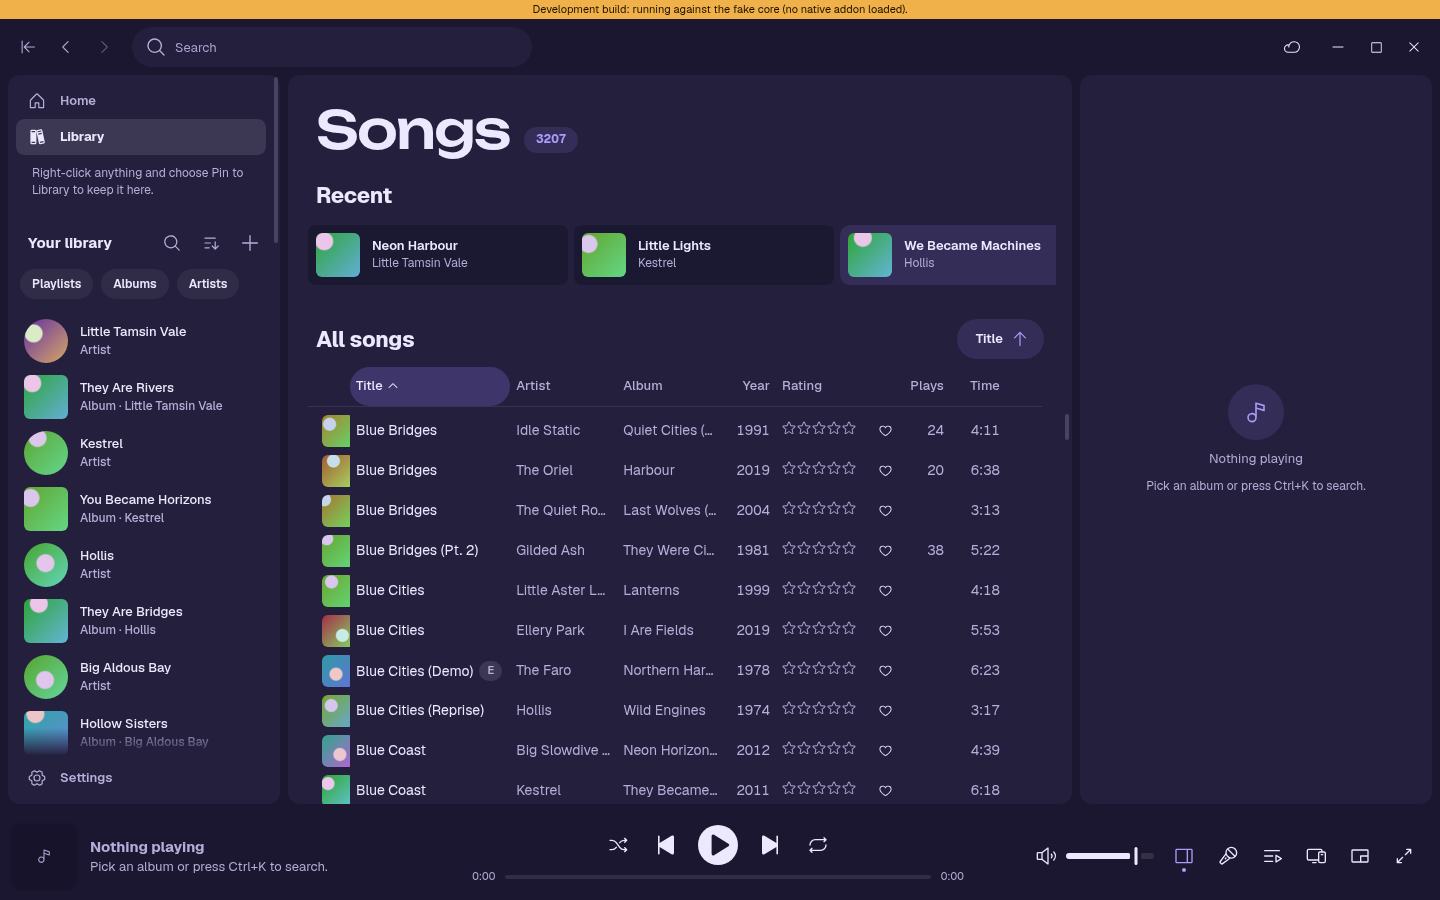 Development build: running against the fake core (no native addon loaded).
Search
Home
Library
Right-click anything and choose Pin to
Library to keep it here.
Your library
Playlists Albums Artists
Little Tamsin Vale
Artist
They Are Rivers
Album · Little Tamsin Vale
Kestrel
Artist
You Became Horizons
Album · Kestrel
Hollis
Artist
They Are Bridges
Album · Hollis
Big Aldous Bay
Artist
Hollow Sisters
Album · Big Aldous Bay
Settings
Songs 3207
Recent
Neon Harbour
Little Tamsin Vale
Little Lights
Kestrel
We Became Machines
Hollis
All songs
Title
Title Artist Album Year Rating Plays Time
Blue Bridges Idle Static Quiet Cities (... 1991 24 4:11
Blue Bridges The Oriel Harbour 2019 20 6:38
Blue Bridges The Quiet Ro... Last Wolves (... 2004 3:13
Blue Bridges (Pt. 2) Gilded Ash They Were Ci... 1981 38 5:22
Blue Cities Little Aster L... Lanterns 1999 4:18
Blue Cities Ellery Park I Are Fields 2019 5:53
Blue Cities (Demo) E The Faro Northern Har... 1978 6:23
Blue Cities (Reprise) Hollis Wild Engines 1974 3:17
Blue Coast Big Slowdive ... Neon Horizon... 2012 4:39
Blue Coast Kestrel They Became... 2011 6:18
Nothing playing
Pick an album or press Ctrl+K to search.
Nothing playing
Pick an album or press Ctrl+K to search.
0:00 0:00